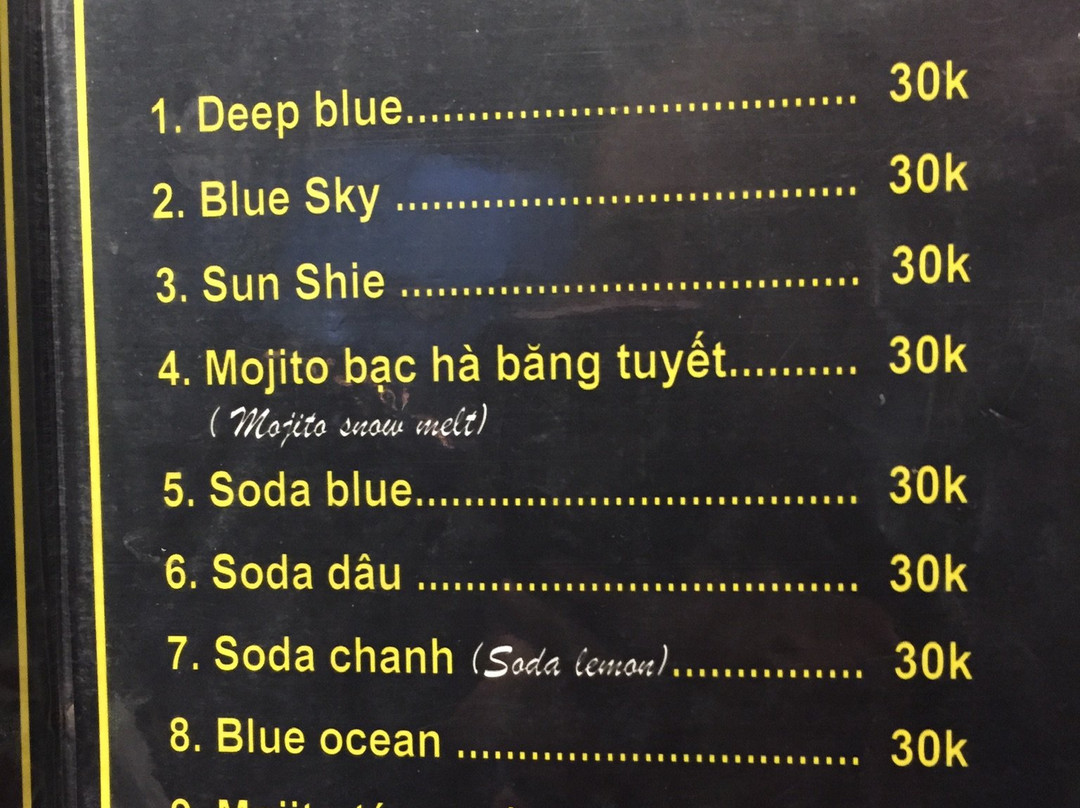 1. Deep blue.................................... 30k
2. Blue Sky .................................... 30k
3. Sun Shie .................................... 30k
4. Mojito bạc hà băng tuyết.......... 30k
( Mojito snow melt)
5. Soda blue.................................... 30k
6. Soda dâu .................................... 30k
7. Soda chanh (Soda lemon)............... 30k
8. Blue ocean ................................ 30k